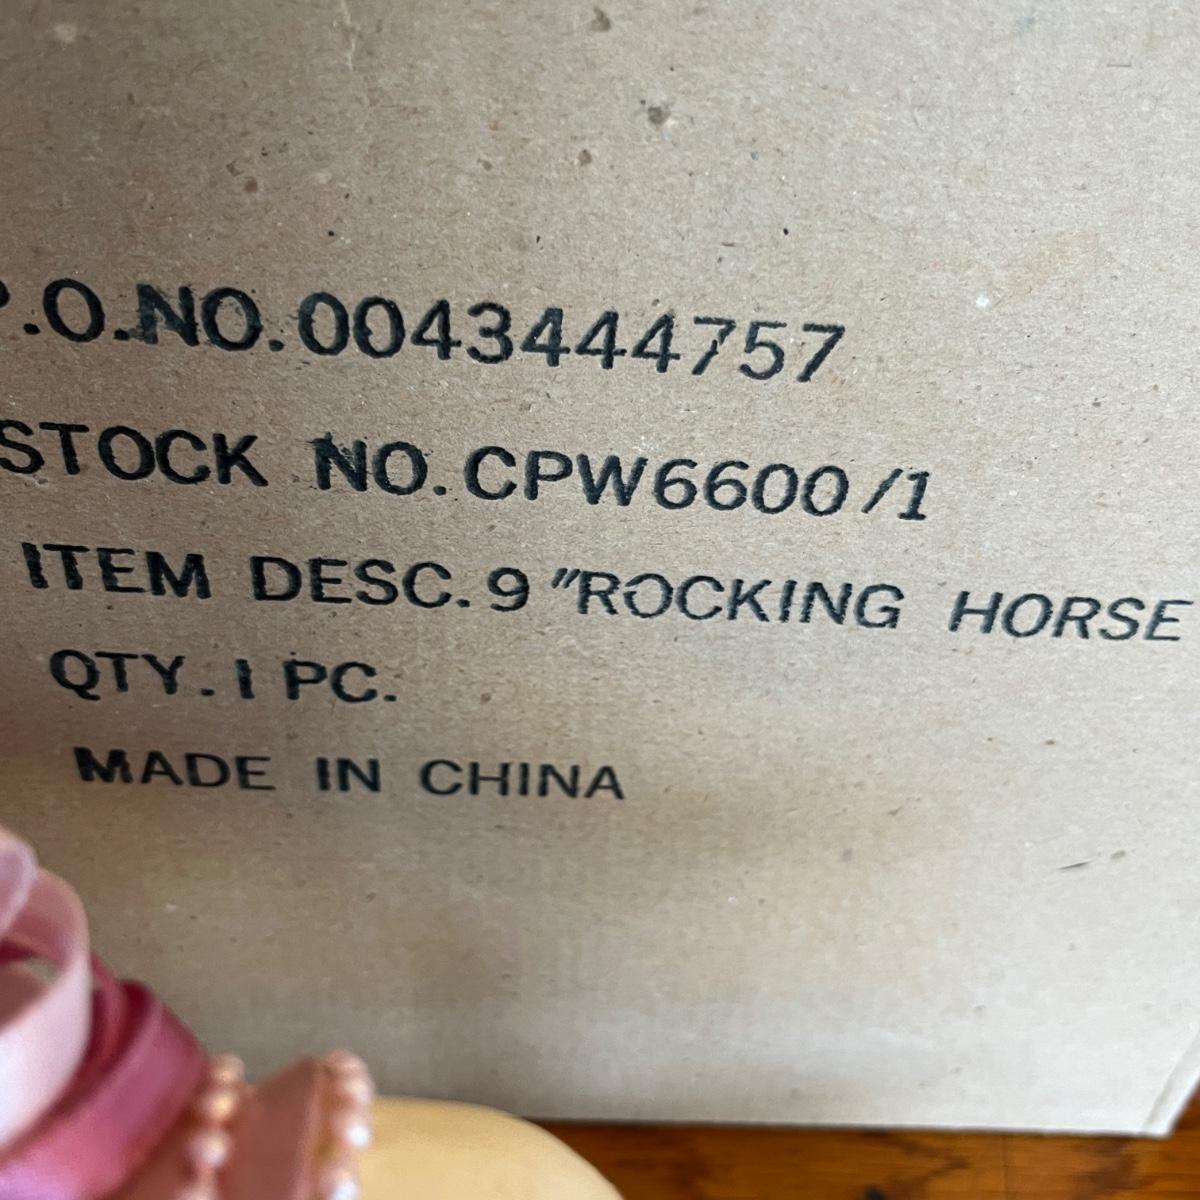 P.O.NO.0043444757
STOCK NO.CPW6600/1
ITEM DESC.9"ROCKING HORSE
QTY.1 PC.
MADE IN CHINA